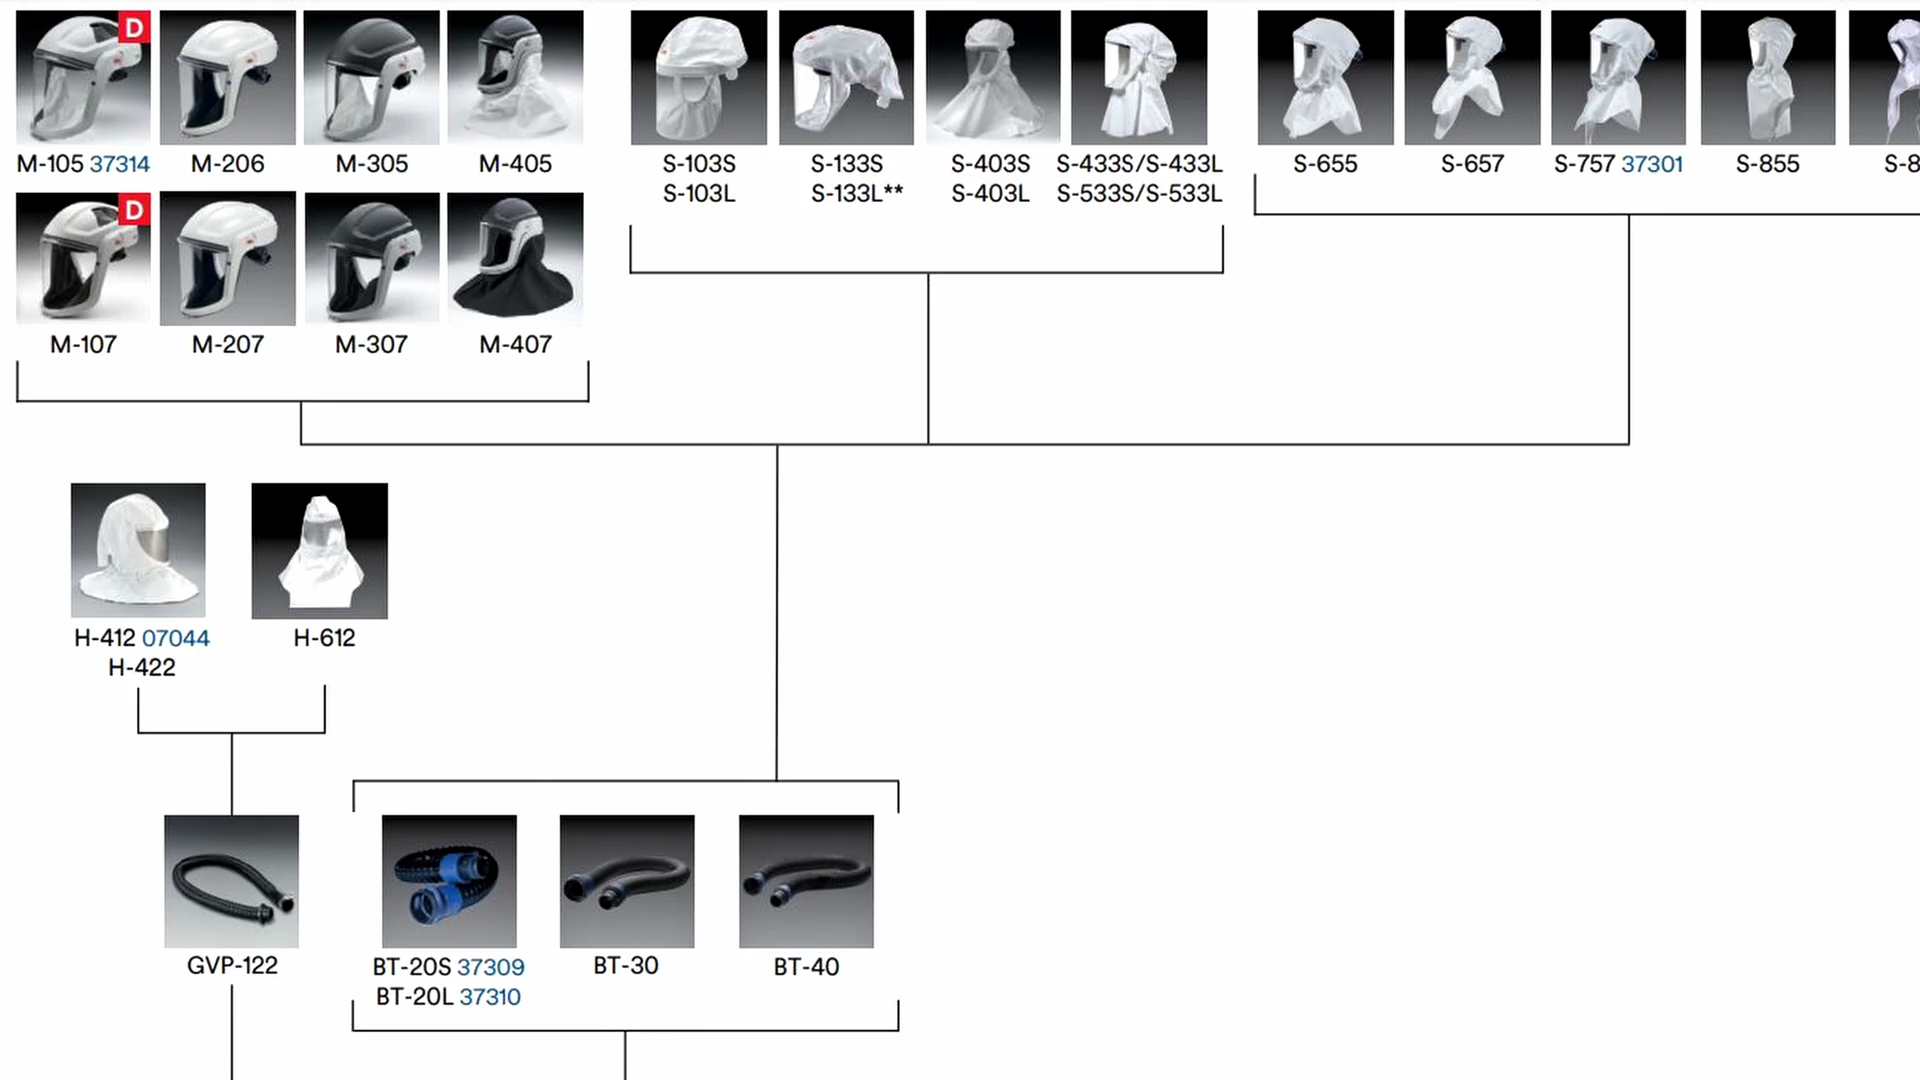 D
M-105 37314
M-206
M-305
M-405
S-103S
S-103L
S-133S
S-133L**
S-403S
S-403L
S-433S/S-433L
S-533S/S-533L
S-655
S-657
S-757 37301
S-855
S-8
D
M-107
M-207
M-307
M-407
H-412 07044
H-422
H-612
GVP-122
BT-20S 37309
BT-20L 37310
BT-30
BT-40